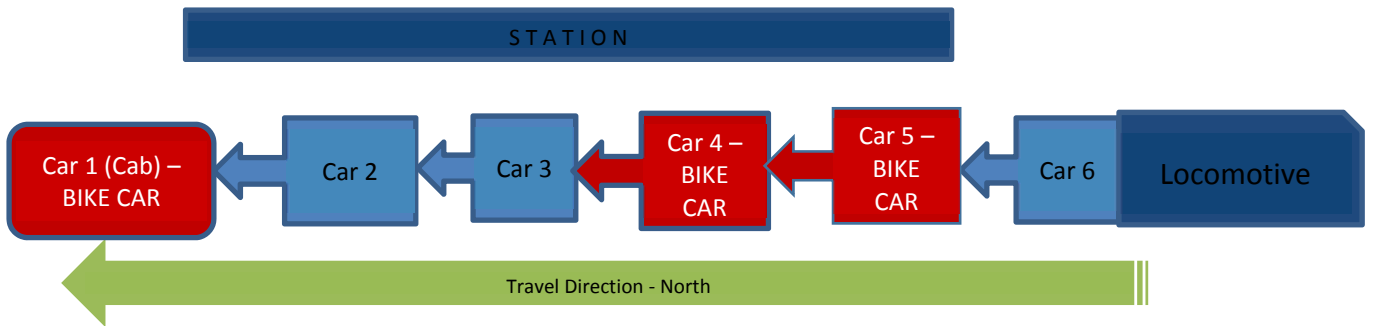 S T A T I O N
Car 1 (Cab) –
BIKE CAR
Car 2
Car 3
Car 4 –
BIKE
CAR
Car 5 –
BIKE
CAR
Car 6
Locomotive
Travel Direction - North